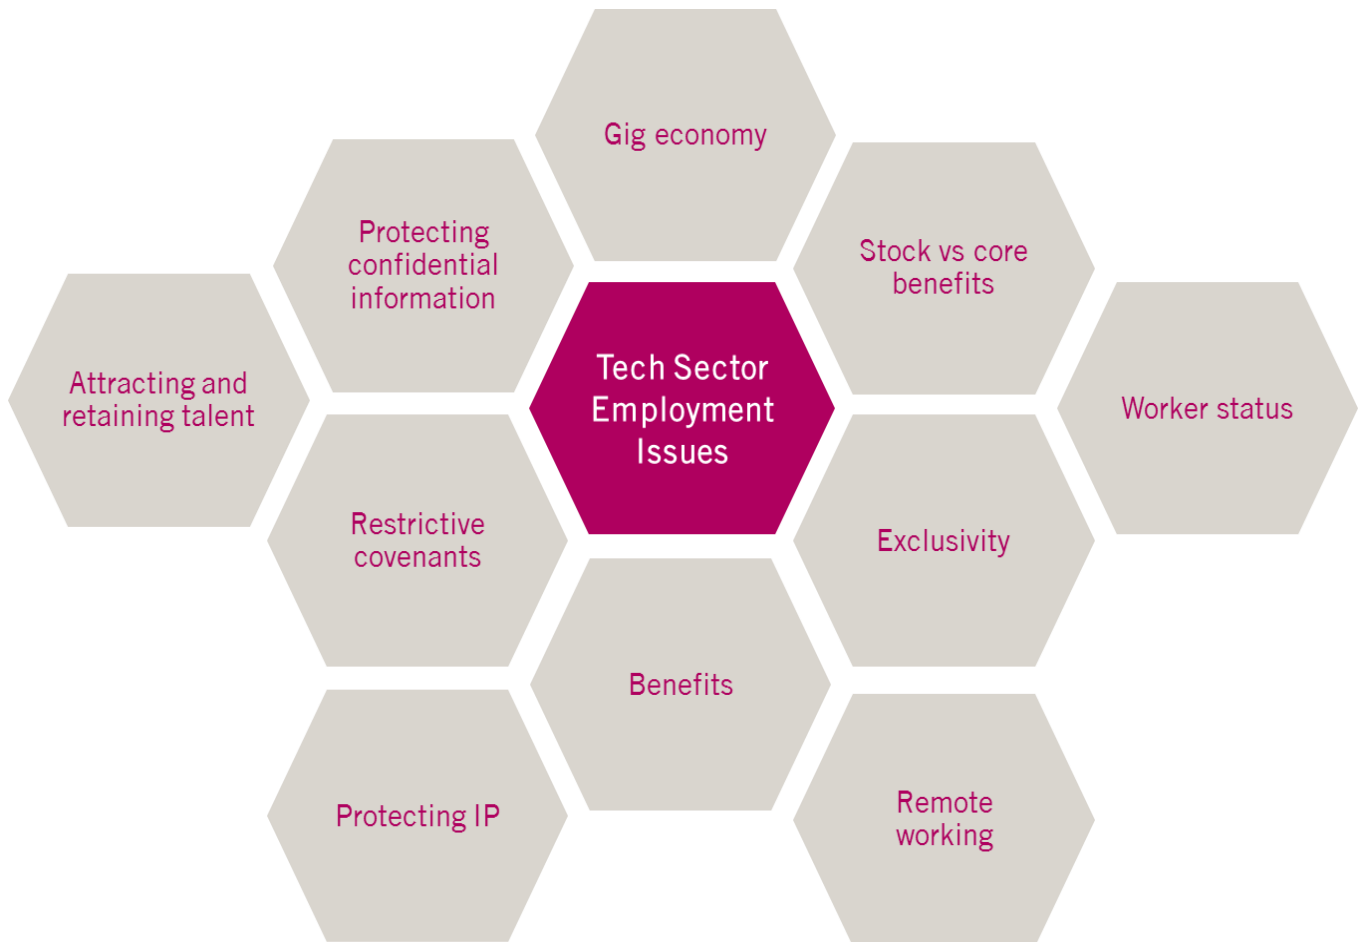 Gig economy
Protecting
confidential
information
Stock vs core
benefits
Attracting and
retaining talent
Tech Sector
Employment
Issues
Worker status
Restrictive
covenants
Exclusivity
Benefits
Protecting IP
Remote
working